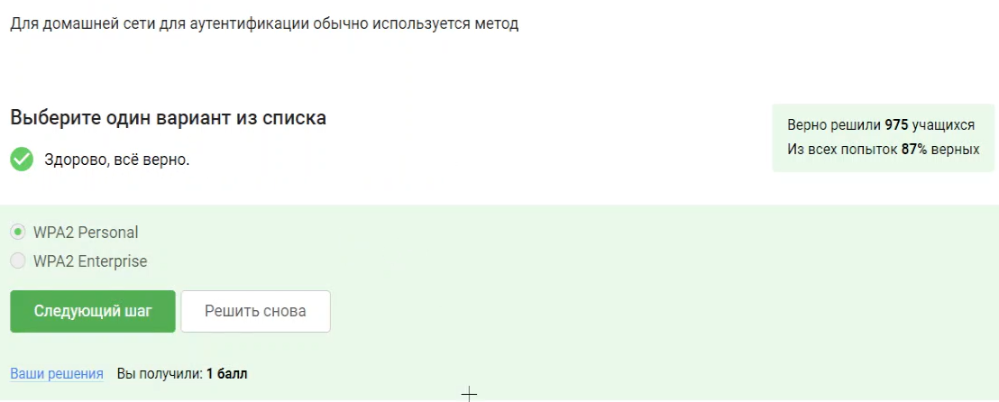 Для домашней сети для аутентификации обычно используется метод
Выберите один вариант из списка
Верно решили 975 учащихся
Из всех попыток 87% верных
Здорово, всё верно.
WPA2 Personal
WPA2 Enterprise
Следующий шаг
Решить снова
Ваши решения Вы получили: 1 балл